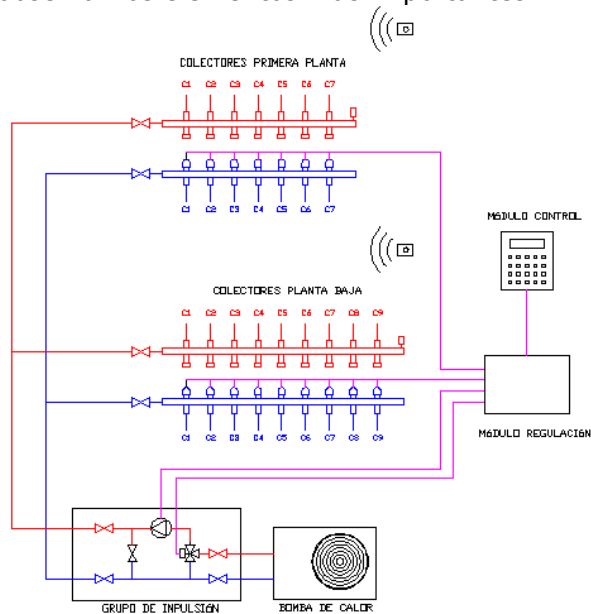 COLECTORES PRIMERA PLANTA
C1 C2 C3 C4 C5 C6 C7
C1 C2 C3 C4 C5 C6 C7
MóDULO CONTROL
COLECTORES PLANTA BAJA
C1 C2 C3 C4 C5 C6 C7 C8 C9
C1 C2 C3 C4 C5 C6 C7 C8 C9
MóDULO REGULACIóN
GRUPO DE INPULSIóN
BOMBA DE CALOR